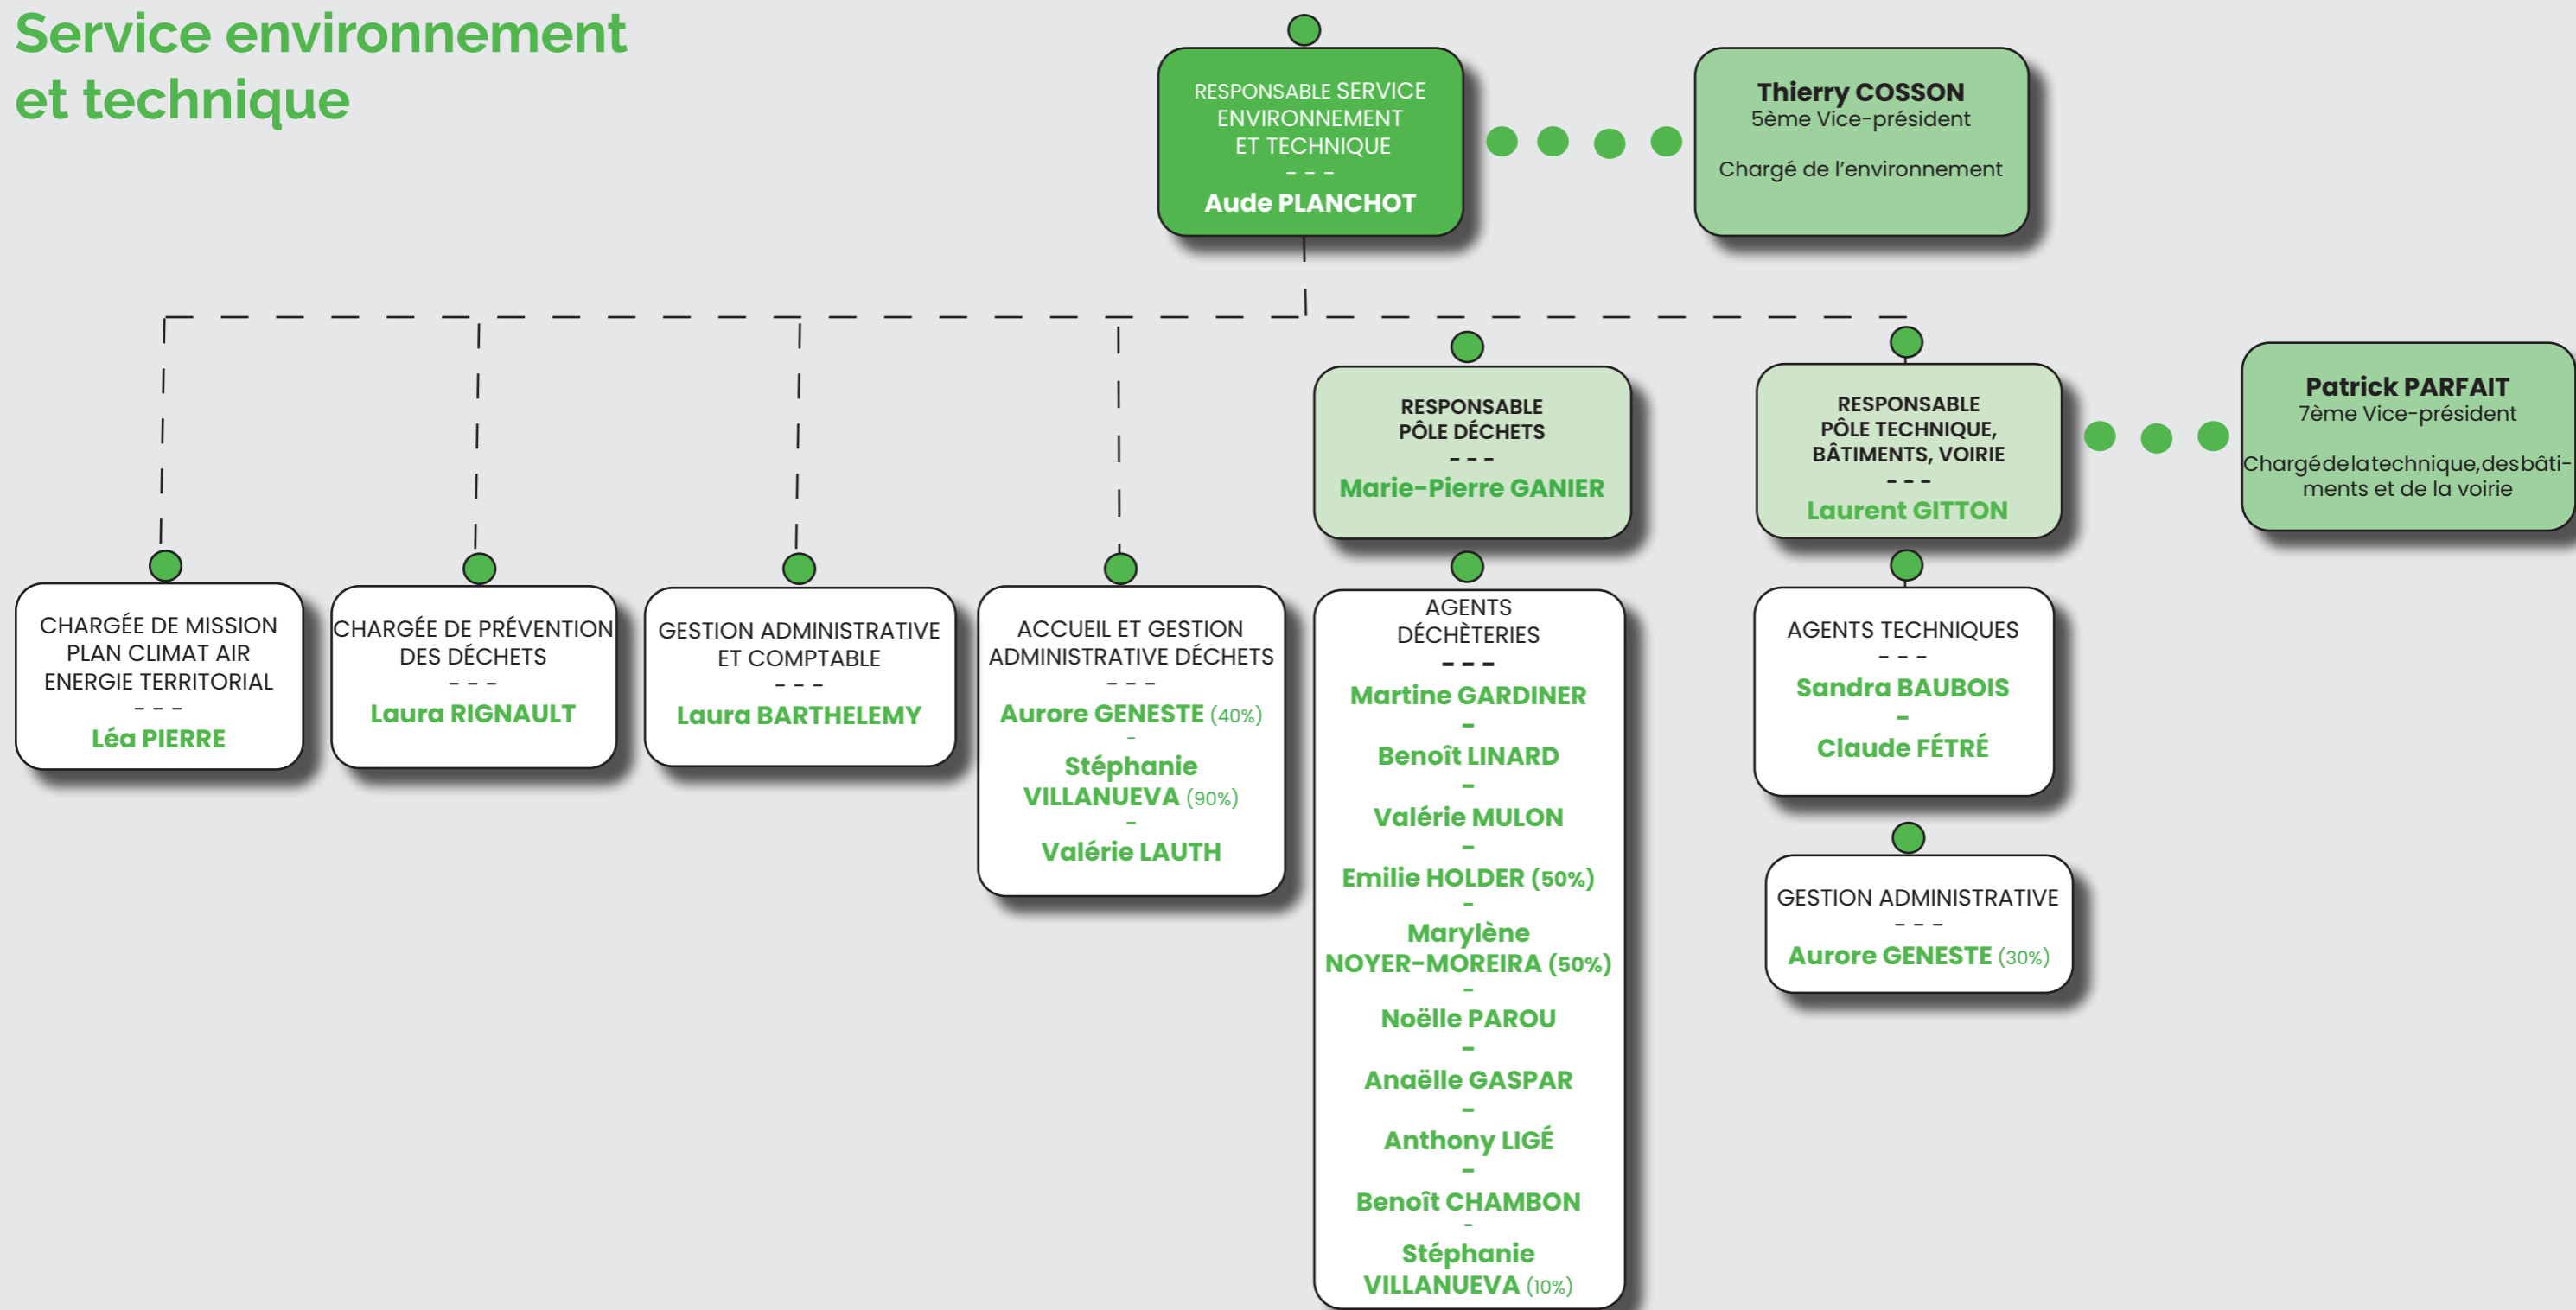 Service environnement
et technique
RESPONSABLE SERVICE
ENVIRONNEMENT
ET TECHNIQUE
- - -
Aude PLANCHOT
Thierry COSSON
5ème Vice-président
Chargé de l'environnement
RESPONSABLE
PÔLE DÉCHETS
- - -
Marie-Pierre GANIER
RESPONSABLE
PÔLE TECHNIQUE,
BÂTIMENTS, VOIRIE
- - -
Laurent GITTON
Patrick PARFAIT
7ème Vice-président
Chargé de la technique, des bâti-
ments et de la voirie
CHARGÉE DE MISSION
PLAN CLIMAT AIR
ENERGIE TERRITORIAL
- - -
Léa PIERRE
CHARGÉE DE PRÉVENTION
DES DÉCHETS
- - -
Laura RIGNAULT
GESTION ADMINISTRATIVE
ET COMPTABLE
- - -
Laura BARTHELEMY
ACCUEIL ET GESTION
ADMINISTRATIVE DÉCHETS
- - -
Aurore GENESTE (40%)
-
Stéphanie
VILLANUEVA (90%)
-
Valérie LAUTH
AGENTS
DÉCHÈTERIES
- - -
Martine GARDINER
-
Benoît LINARD
-
Valérie MULON
-
Emilie HOLDER (50%)
-
Marylène
NOYER-MOREIRA (50%)
-
Noëlle PAROU
-
Anaëlle GASPAR
-
Anthony LIGÉ
-
Benoît CHAMBON
-
Stéphanie
VILLANUEVA (10%)
AGENTS TECHNIQUES
- - -
Sandra BAUBOIS
-
Claude FÉTRÉ
GESTION ADMINISTRATIVE
- - -
Aurore GENESTE (30%)